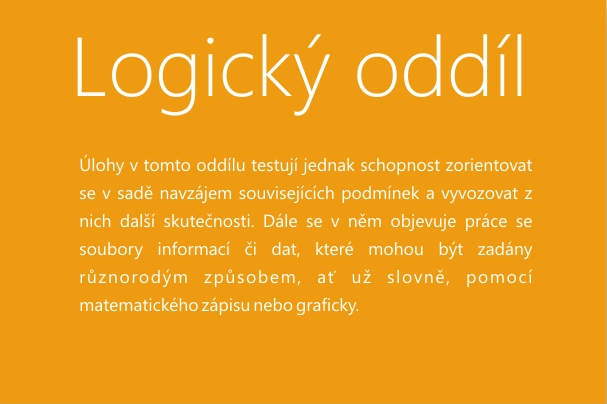 Logický oddíl
Úlohy v tomto oddílu testují jednak schopnost zorientovat
se v sadě navzájem souvisejících podmínek a vyvozovat z
nich další skutečnosti. Dále se v něm objevuje práce se
soubory informací či dat, které mohou být zadány
různorodým způsobem, ať už slovně, pomocí
matematického zápisu nebo graficky.